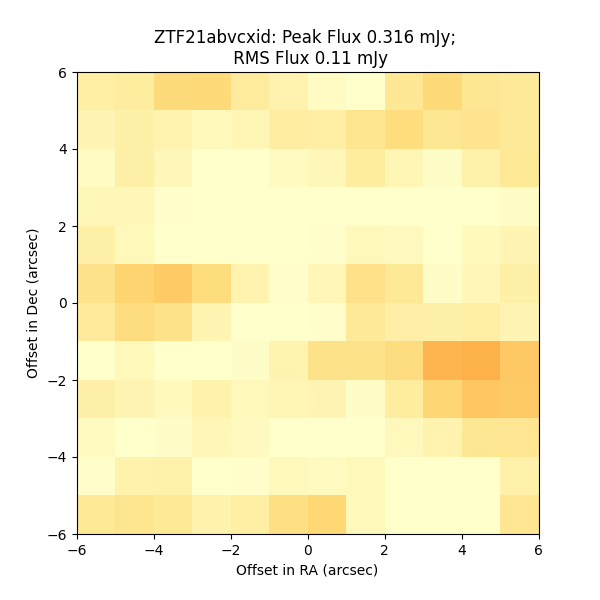 ZTF21abvcxid: Peak Flux 0.316 mJy;
RMS Flux 0.11 mJy
6
4
2
0
−2
−4
−6
Offset in Dec (arcsec)
−6 −4 −2 0 2 4 6
Offset in RA (arcsec)